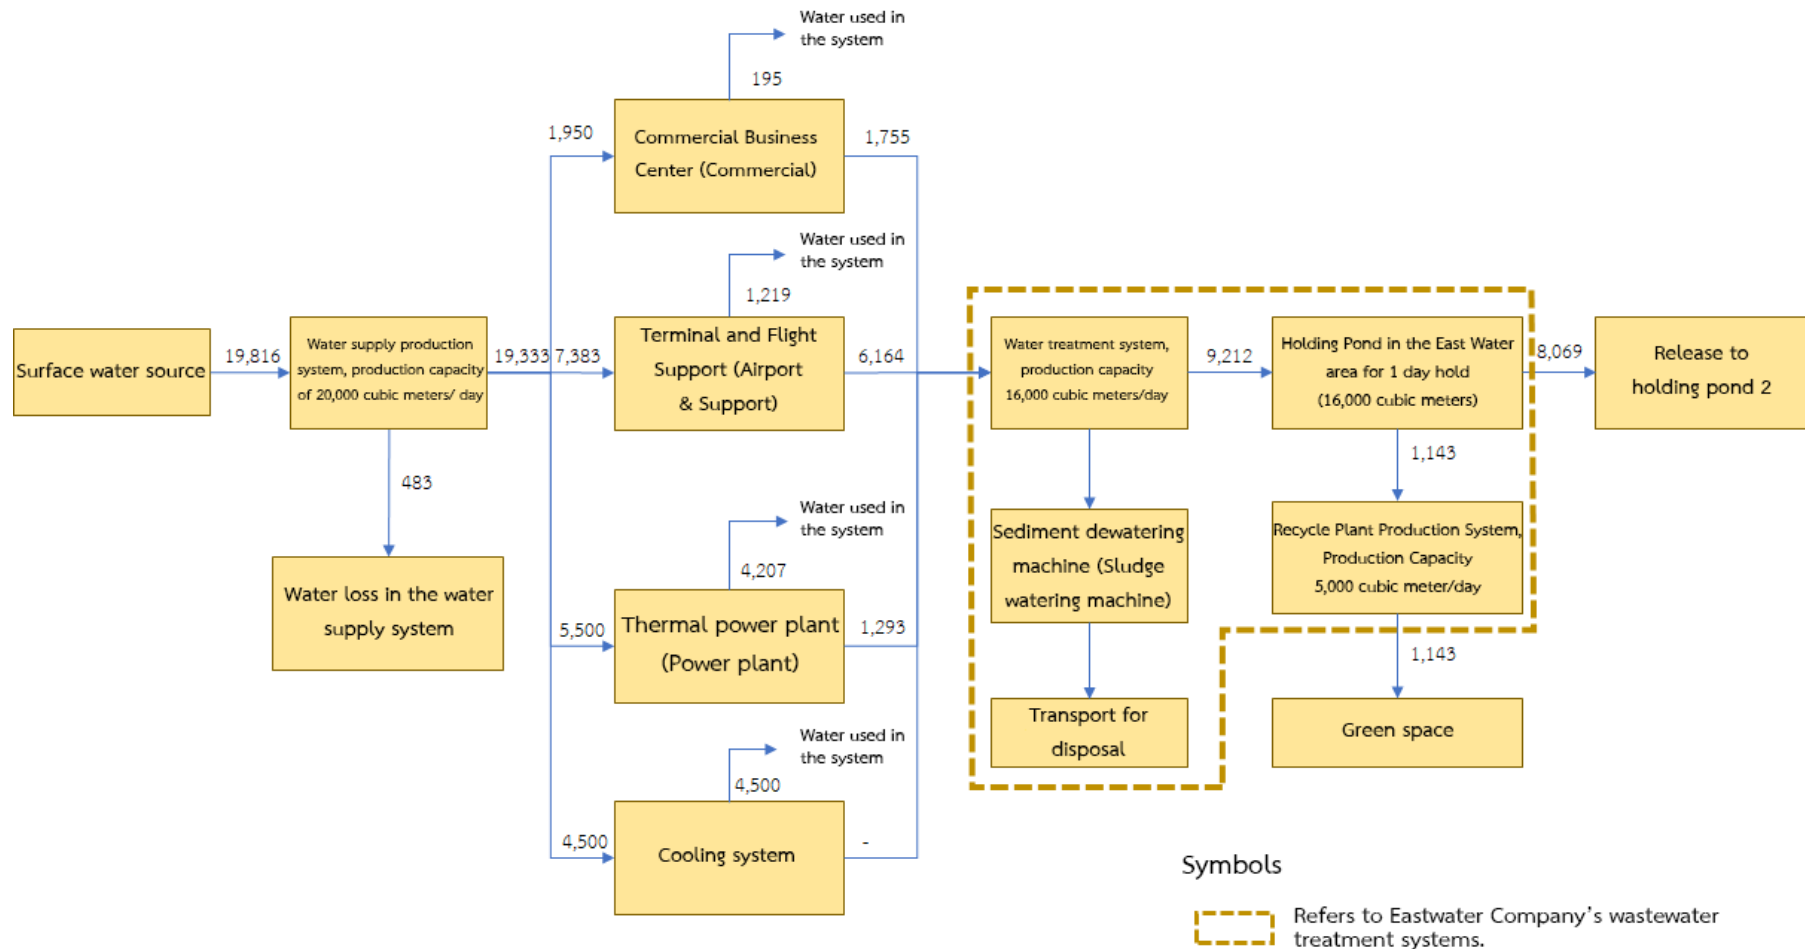 Water used in
the system
195
1,950
Commercial Business
Center (Commercial)
1,755
Water used in
the system
1,219
Surface water source
19,816
Water supply production
system, production capacity
of 20,000 cubic meters/ day
19,333
7,383
Terminal and Flight
Support (Airport
& Support)
6,164
Water treatment system,
production capacity
16,000 cubic meters/day
9,212
Holding Pond in the East Water
area for 1 day hold
(16,000 cubic meters)
8,069
Release to
holding pond 2
483
Water loss in the water
supply system
1,143
Water used in
the system
4,207
5,500
Thermal power plant
(Power plant)
1,293
Sediment dewatering
machine (Sludge
watering machine)
Recycle Plant Production System,
Production Capacity
5,000 cubic meter/day
1,143
Transport for
disposal
Green space
Water used in
the system
4,500
4,500
Cooling system
-
Symbols
Refers to Eastwater Company's wastewater
treatment systems.